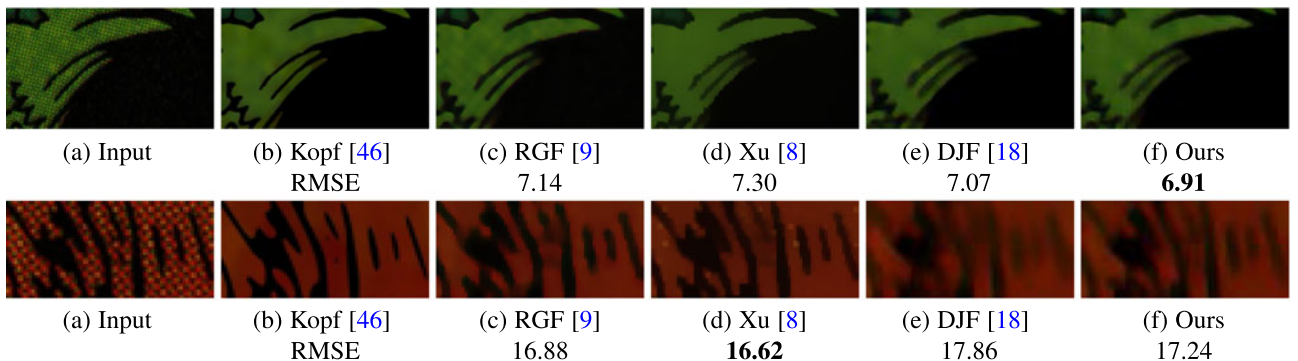 (a) Input (b) Kopf [46] (c) RGF [9] (d) Xu [8] (e) DJF [18] (f) Ours
RMSE 7.14 7.30 7.07 6.91
(a) Input (b) Kopf [46] (c) RGF [9] (d) Xu [8] (e) DJF [18] (f) Ours
RMSE 16.88 16.62 17.86 17.24